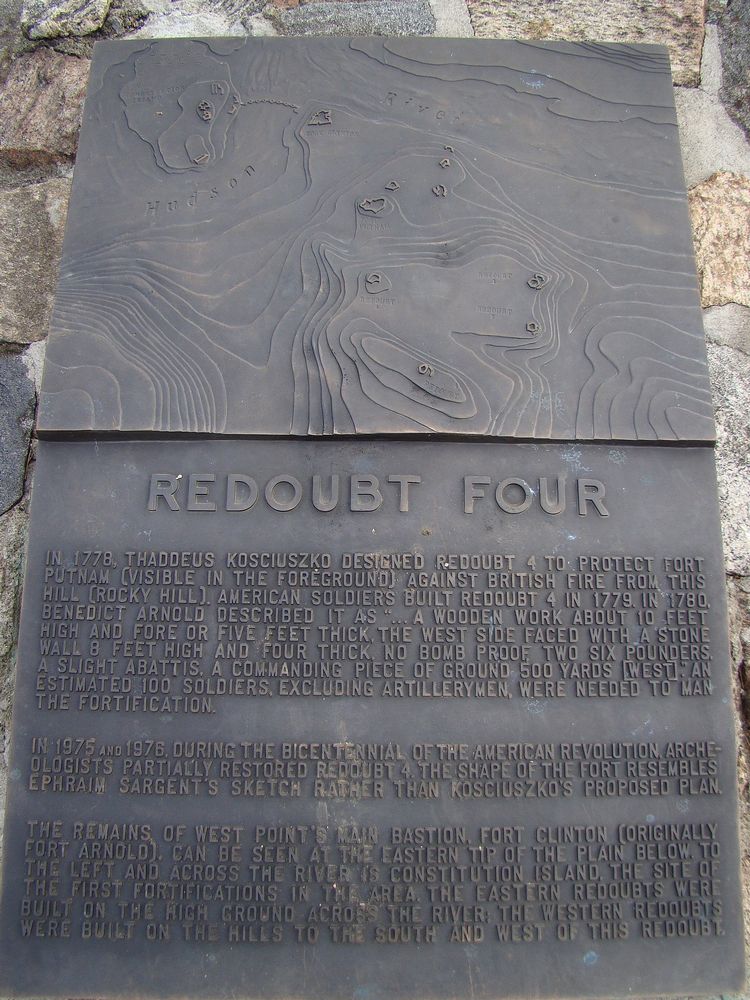 Hudson
River
FORT CLINTON
FT PUTNAM
REDOUBT
REDOUBT
REDOUBT
REDOUBT
REDOUBT FOUR
IN 1778, THADDEUS KOSCIUSZKO DESIGNED REDOUBT 4 TO PROTECT FORT
PUTNAM (VISIBLE IN THE FOREGROUND) AGAINST BRITISH FIRE FROM THIS
HILL (ROCKY HILL). AMERICAN SOLDIERS BUILT REDOUBT 4 IN 1779. IN 1780,
BENEDICT ARNOLD DESCRIBED IT AS "... A WOODEN WORK ABOUT 10 FEET
HIGH AND FORE OR FIVE FEET THICK, THE WEST SIDE FACED WITH A STONE
WALL 8 FEET HIGH AND FOUR THICK. NO BOMB PROOF, TWO SIX POUNDERS,
A SLIGHT ABATTIS, A COMMANDING PIECE OF GROUND 500 YARDS [WEST]". AN
ESTIMATED 100 SOLDIERS, EXCLUDING ARTILLERYMEN, WERE NEEDED TO MAN
THE FORTIFICATION.
IN 1975 AND 1976, DURING THE BICENTENNIAL OF THE AMERICAN REVOLUTION, ARCHE-
OLOGISTS PARTIALLY RESTORED REDOUBT 4. THE SHAPE OF THE FORT RESEMBLES
EPHRAIM SARGENT'S SKETCH RATHER THAN KOSCIUSZKO'S PROPOSED PLAN.
THE REMAINS OF WEST POINT'S MAIN BASTION, FORT CLINTON (ORIGINALLY
FORT ARNOLD), CAN BE SEEN AT THE EASTERN TIP OF THE PLAIN BELOW. TO
THE LEFT AND ACROSS THE RIVER IS CONSTITUTION ISLAND, THE SITE OF
THE FIRST FORTIFICATIONS IN THE AREA. THE EASTERN REDOUBTS WERE
BUILT ON THE HIGH GROUND ACROSS THE RIVER; THE WESTERN REDOUBTS
WERE BUILT ON THE HILLS TO THE SOUTH AND WEST OF THIS REDOUBT.